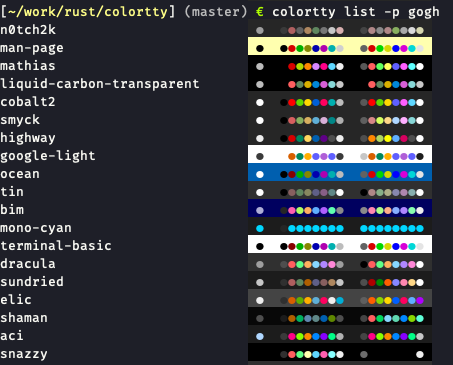 [~/work/rust/colortty] (master) € colortty list -p gogh
n0tch2k
man-page
mathias
liquid-carbon-transparent
cobalt2
smyck
highway
google-light
ocean
tin
bim
mono-cyan
terminal-basic
dracula
sundried
elic
shaman
aci
snazzy